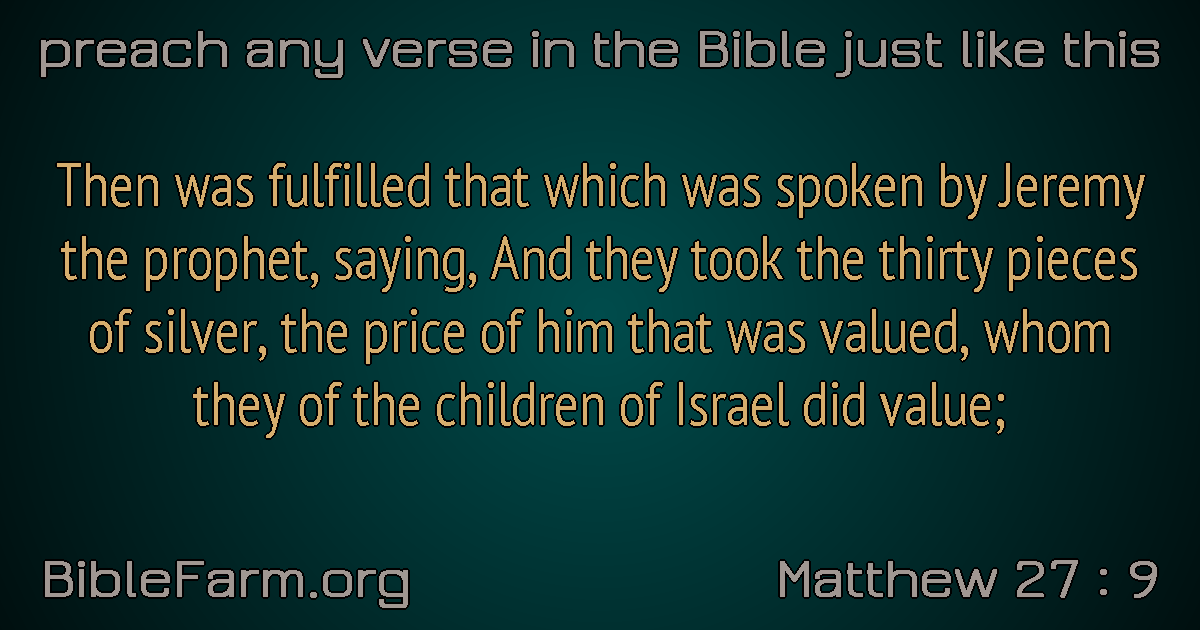 preach any verse in the Bible just like this
Then was fulfilled that which was spoken by Jeremy
the prophet, saying, And they took the thirty pieces
of silver, the price of him that was valued, whom
they of the children of Israel did value;
BibleFarm.org
Matthew 27 : 9